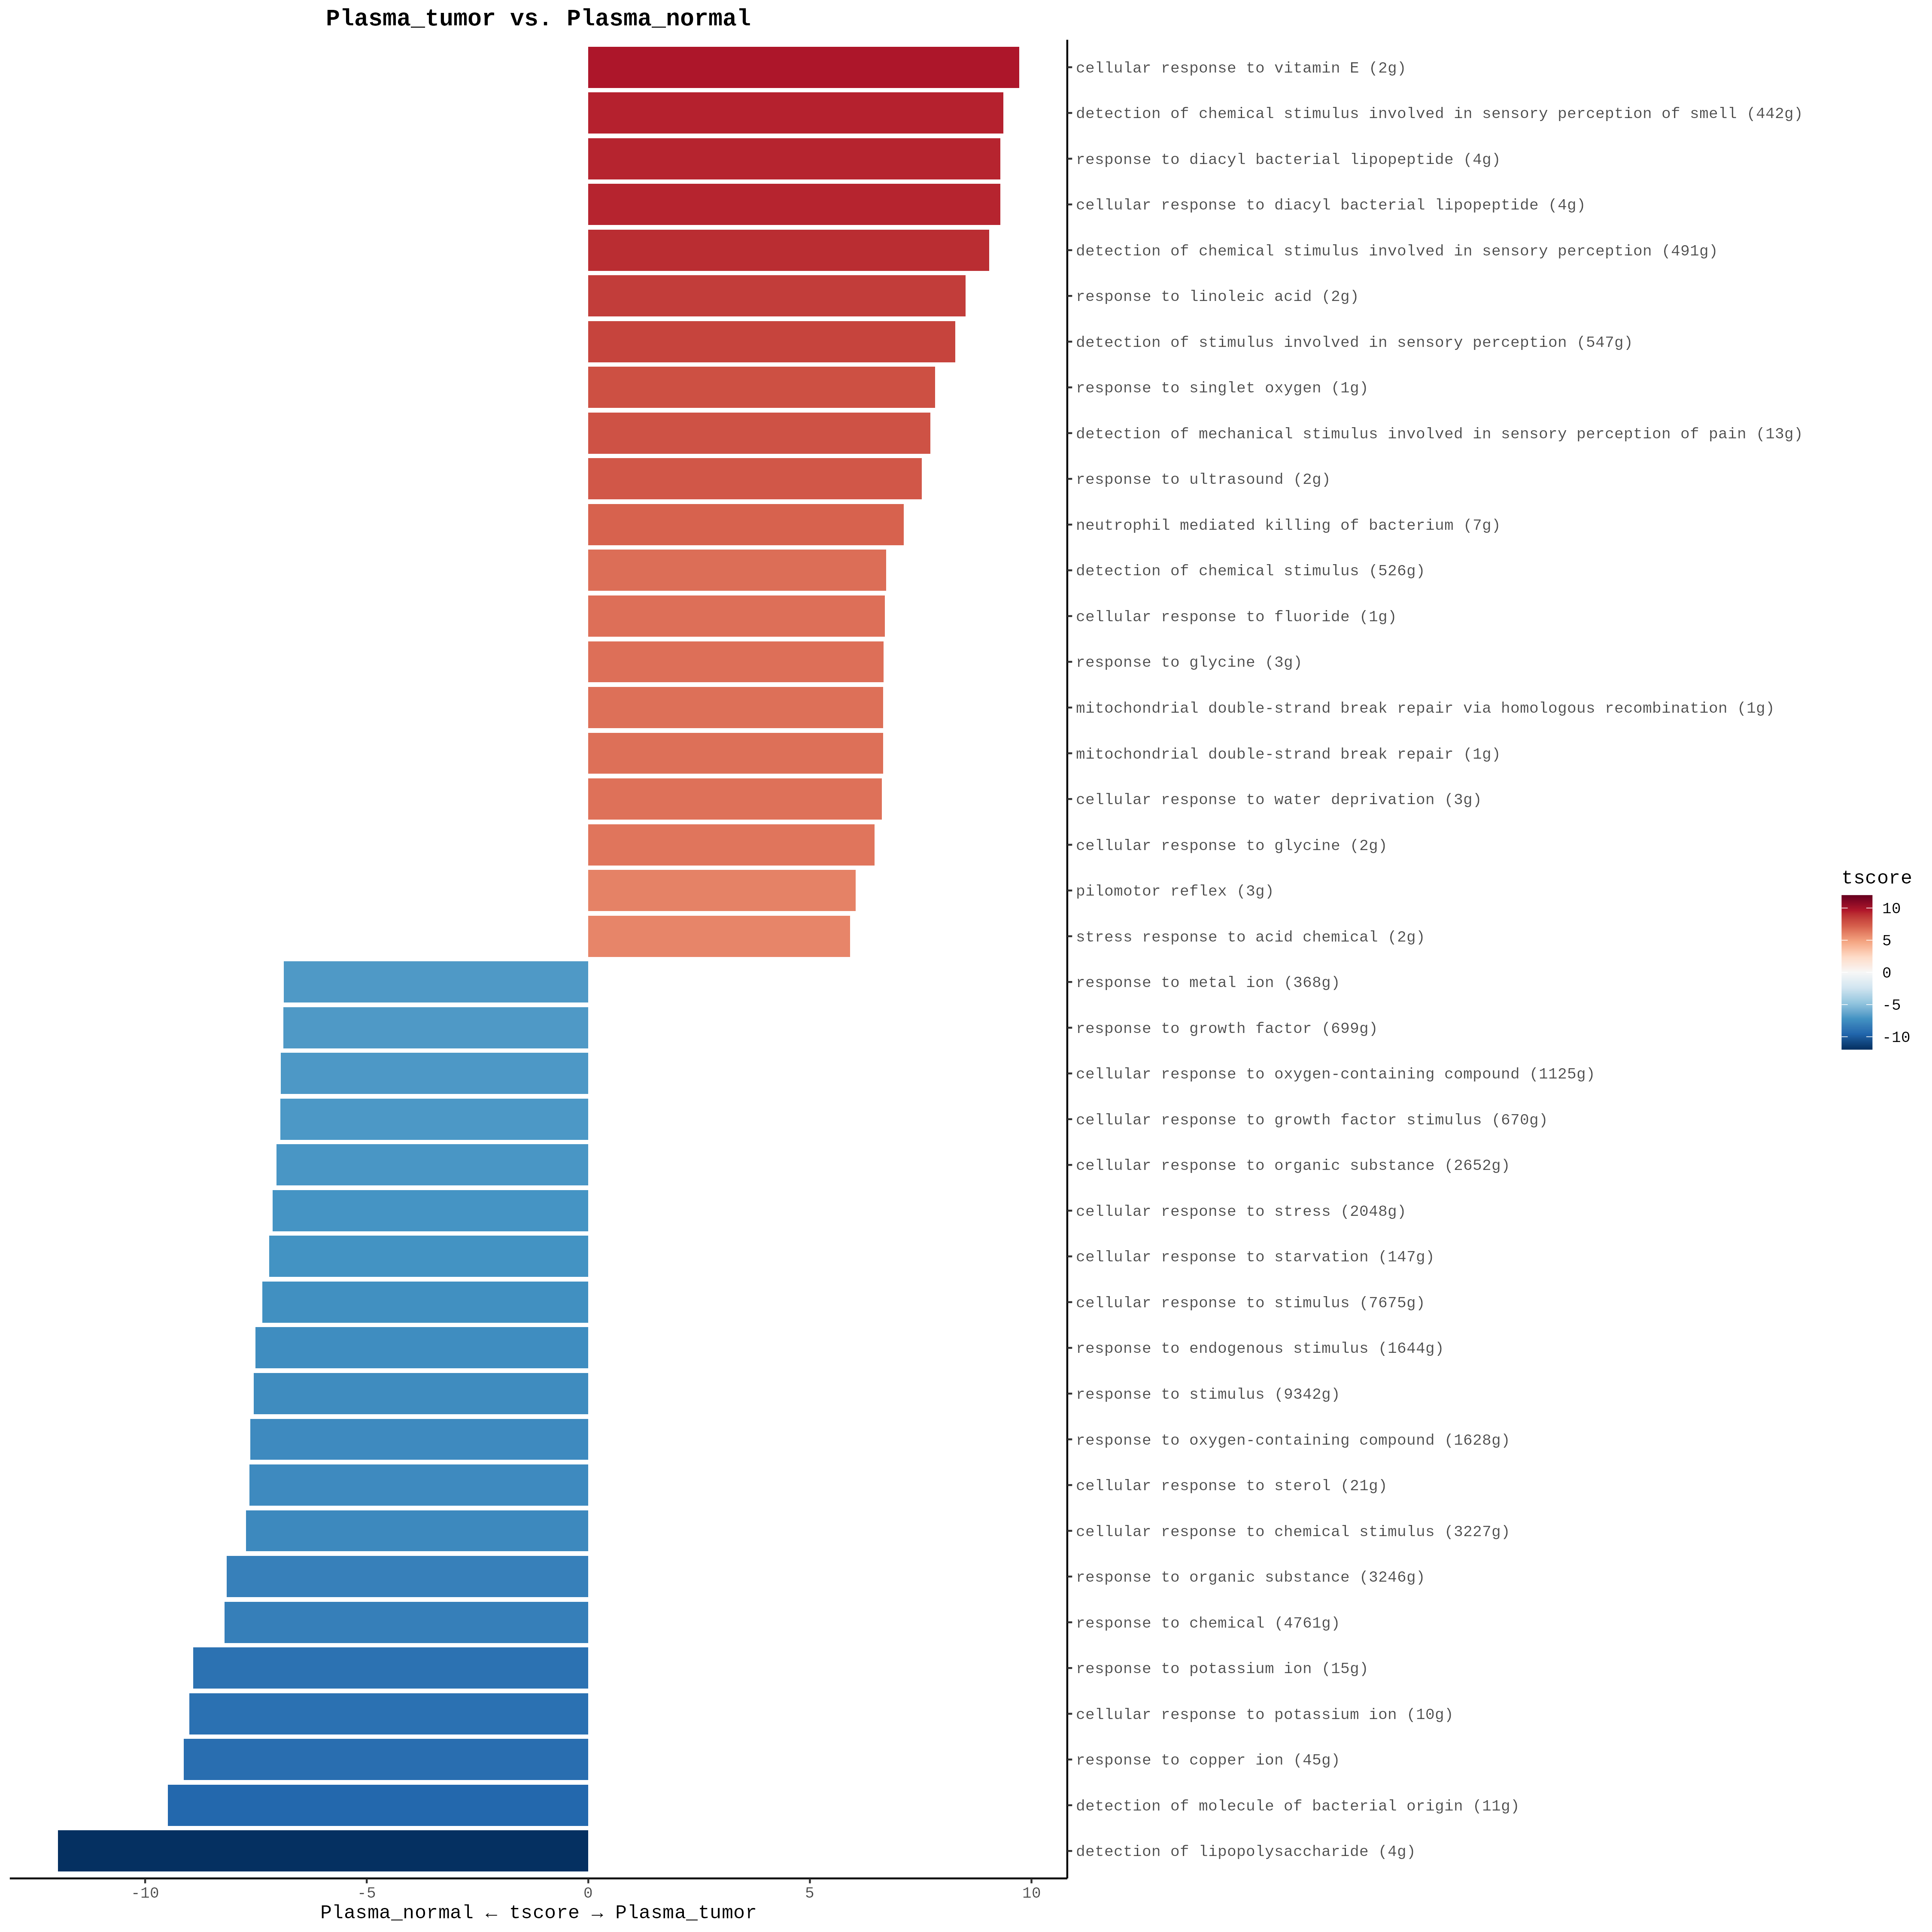 Plasma_tumor vs. Plasma_normal
cellular response to vitamin E (2g)
detection of chemical stimulus involved in sensory perception of smell (442g)
response to diacyl bacterial lipopeptide (4g)
cellular response to diacyl bacterial lipopeptide (4g)
detection of chemical stimulus involved in sensory perception (491g)
response to linoleic acid (2g)
detection of stimulus involved in sensory perception (547g)
response to singlet oxygen (1g)
detection of mechanical stimulus involved in sensory perception of pain (13g)
response to ultrasound (2g)
neutrophil mediated killing of bacterium (7g)
detection of chemical stimulus (526g)
cellular response to fluoride (1g)
response to glycine (3g)
mitochondrial double-strand break repair via homologous recombination (1g)
mitochondrial double-strand break repair (1g)
cellular response to water deprivation (3g)
cellular response to glycine (2g)
pilomotor reflex (3g)
stress response to acid chemical (2g)
response to metal ion (368g)
response to growth factor (699g)
cellular response to oxygen-containing compound (1125g)
cellular response to growth factor stimulus (670g)
cellular response to organic substance (2652g)
cellular response to stress (2048g)
cellular response to starvation (147g)
cellular response to stimulus (7675g)
response to endogenous stimulus (1644g)
response to stimulus (9342g)
response to oxygen-containing compound (1628g)
cellular response to sterol (21g)
cellular response to chemical stimulus (3227g)
response to organic substance (3246g)
response to chemical (4761g)
response to potassium ion (15g)
cellular response to potassium ion (10g)
response to copper ion (45g)
detection of molecule of bacterial origin (11g)
detection of lipopolysaccharide (4g)
-10 -5 0 5 10
Plasma_normal ← tscore → Plasma_tumor
tscore
10
5
0
-5
-10